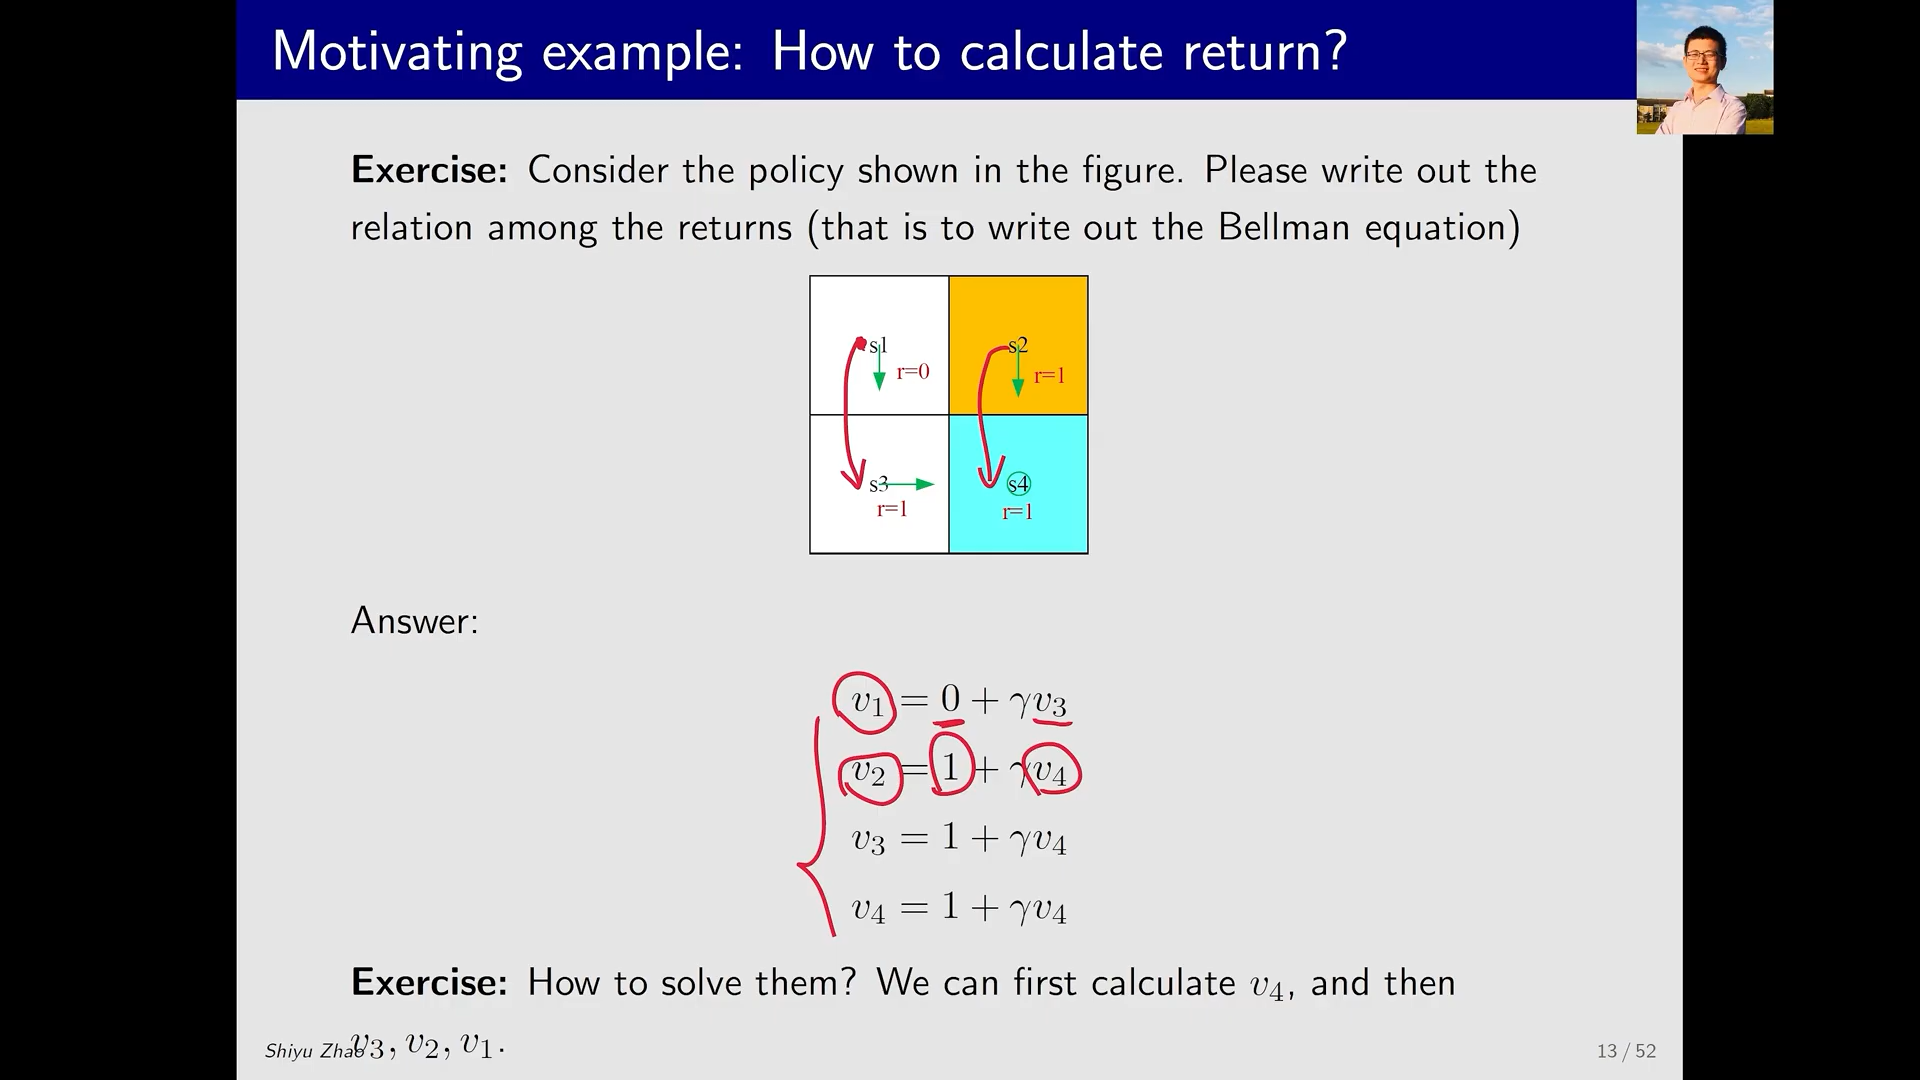 Motivating example: How to calculate return?
Exercise: Consider the policy shown in the figure. Please write out the
relation among the returns (that is to write out the Bellman equation)
s1 s2
r=0 r=1
s3 s4
r=1 r=1
Answer:
v₁ = 0 + γv₃
v₂ = 1 + γv₄
v₃ = 1 + γv₄
v₄ = 1 + γv₄
Exercise: How to solve them? We can first calculate v₄, and then
v₃, v₂, v₁.
Shiyu Zhao 13 / 52